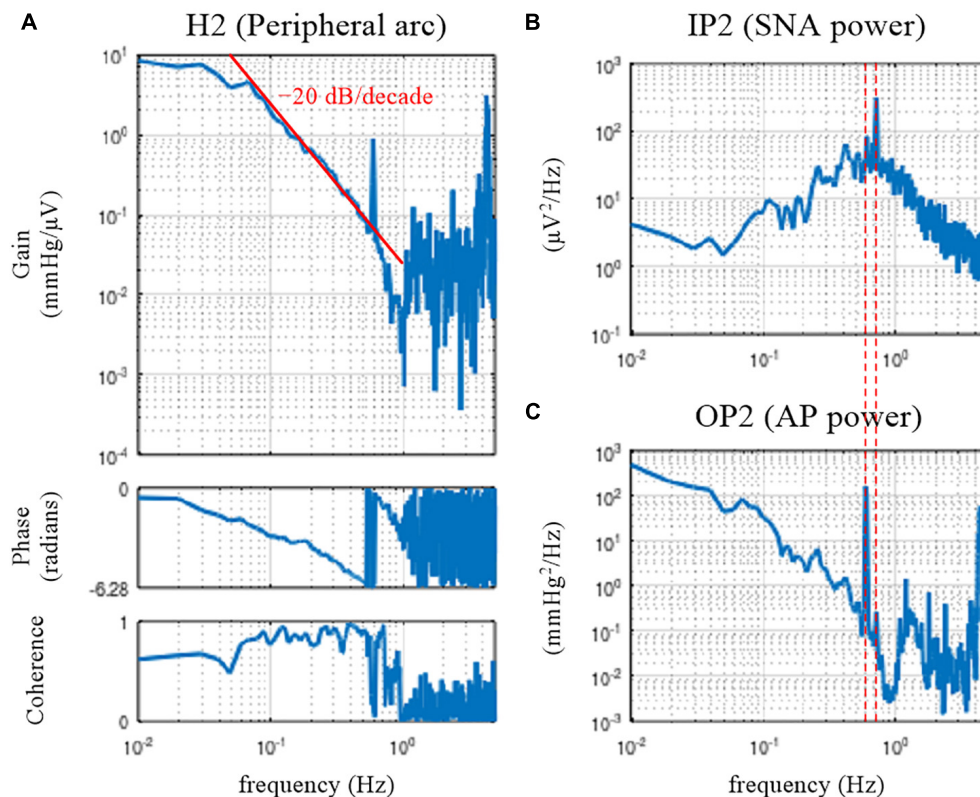 A
H2 (Peripheral arc)
10^1
10^0
10^-1
10^-2
10^-3
10^-4
−20 dB/decade
Gain
(mmHg/μV)
0
-6.28
Phase
(radians)
1
0
Coherence
10^-2
10^-1
10^0
frequency (Hz)
B
IP2 (SNA power)
10^3
10^2
10^1
10^0
10^-1
(μV^2/Hz)
10^-2
10^-1
10^0
C
OP2 (AP power)
10^3
10^2
10^1
10^0
10^-1
10^-2
10^-3
(mmHg^2/Hz)
10^-2
10^-1
10^0
frequency (Hz)